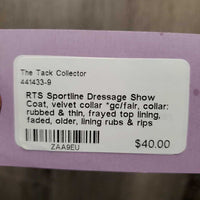 The Tack Collector
441433-9
RTS Sportline Dressage Show
Coat, velvet collar *gc/fair, collar:
rubbed & thin, frayed top lining,
faded, older, lining rubs & rips
ZAA9EU
$40.00